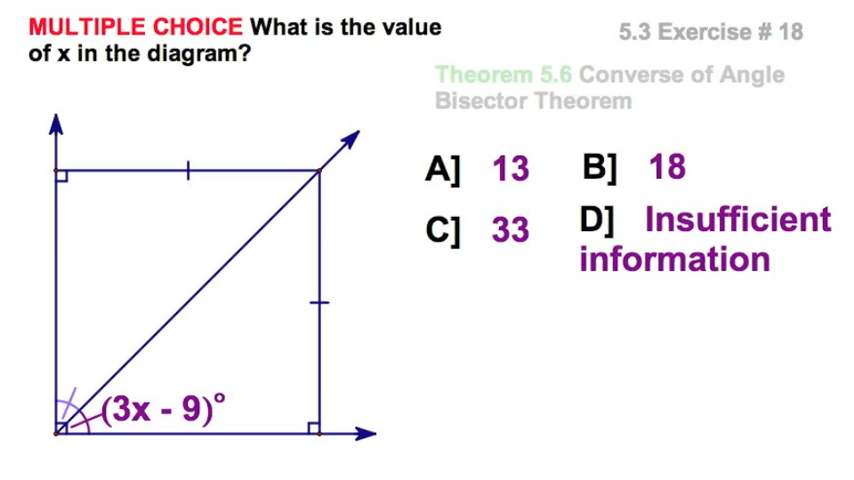 MULTIPLE CHOICE What is the value
of x in the diagram?
5.3 Exercise # 18
Theorem 5.6 Converse of Angle
Bisector Theorem
A] 13
B] 18
C] 33
D] Insufficient
information
(3x - 9)°